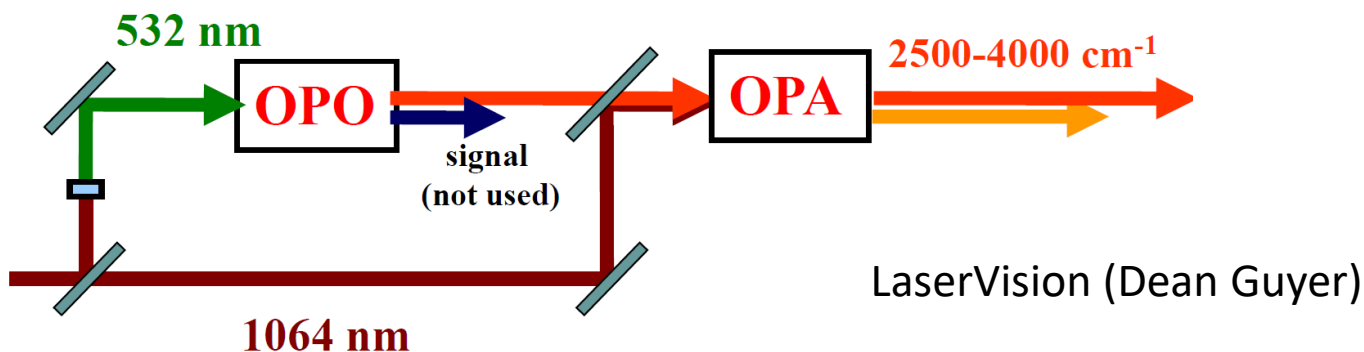 532 nm
OPO
signal
(not used)
OPA
2500-4000 cm⁻¹
LaserVision (Dean Guyer)
1064 nm